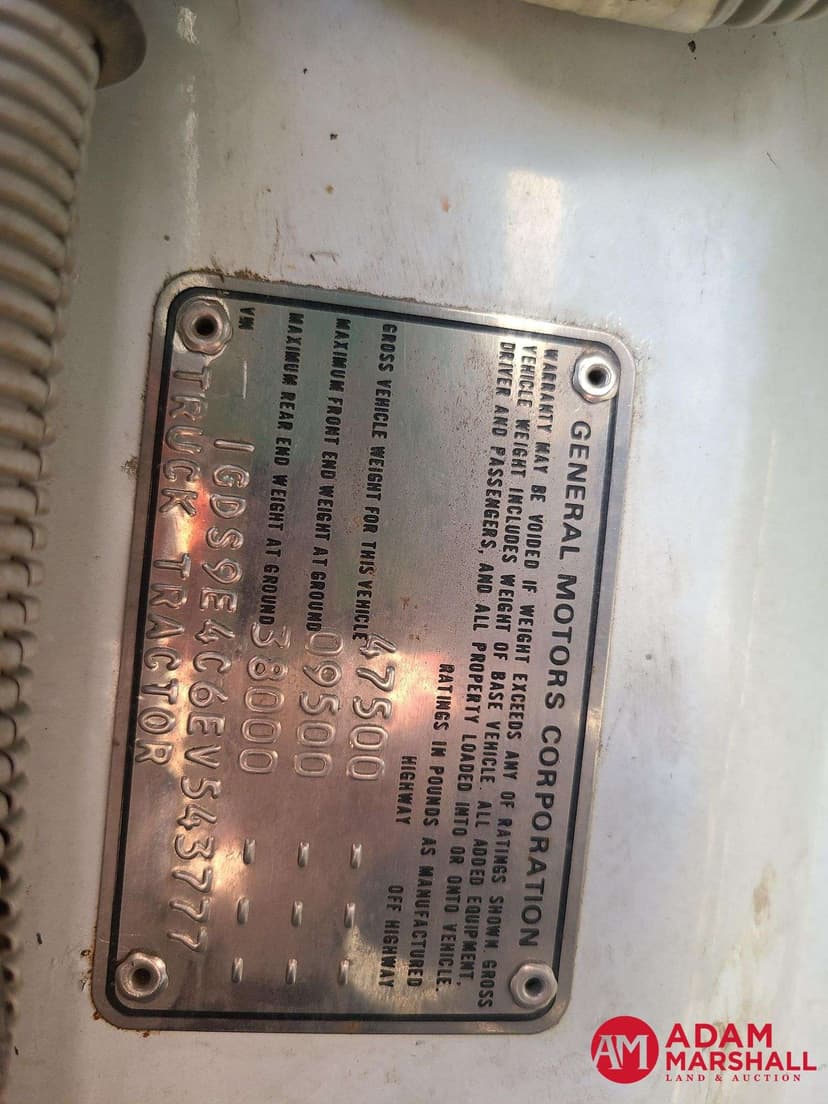 GENERAL MOTORS CORPORATION
WARRANTY MAY BE VOIDED IF WEIGHT EXCEEDS ANY OF RATINGS SHOWN. GROSS
VEHICLE WEIGHT INCLUDES WEIGHT OF BASE VEHICLE. ALL ADDED EQUIPMENT,
DRIVER AND PASSENGERS, AND ALL PROPERTY LOADED INTO OR ONTO VEHICLE.
RATINGS IN POUNDS AS MANUFACTURED
HIGHWAY OFF HIGHWAY
GROSS VEHICLE WEIGHT FOR THIS VEHICLE 47500 - - -
MAXIMUM FRONT END WEIGHT AT GROUND 09500 - - -
MAXIMUM REAR END WEIGHT AT GROUND 38000 - - -
VIN 1GDS9E4C6EV543777
TRUCK TRACTOR
AM ADAM
MARSHALL
LAND & AUCTION